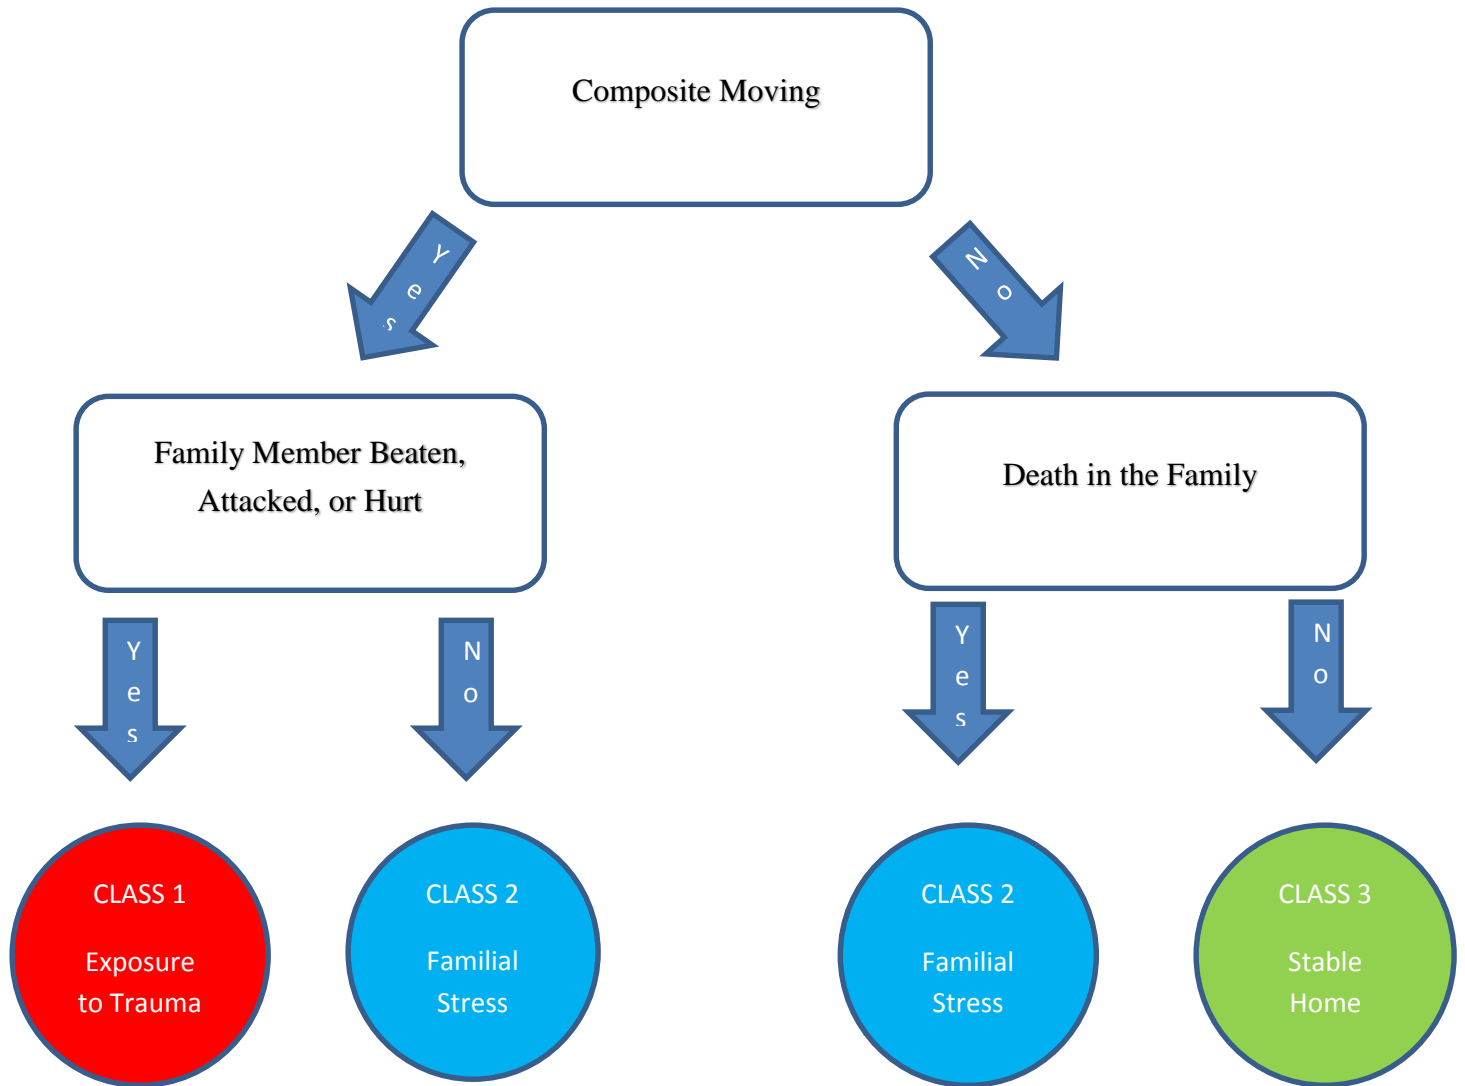 Composite Moving
Yes
No
Family Member Beaten,
Attacked, or Hurt
Death in the Family
Yes
No
Yes
No
CLASS 1
Exposure
to Trauma
CLASS 2
Familial
Stress
CLASS 2
Familial
Stress
CLASS 3
Stable
Home